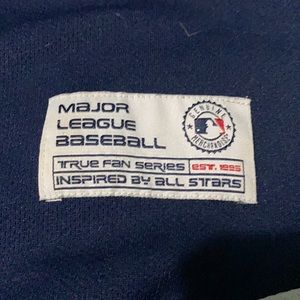 MAJOR
LEAGUE
BASEBALL
GENUINE
MERCHANDISE
TRUE FAN SERIES EST. 1995
INSPIRED BY ALL STARS